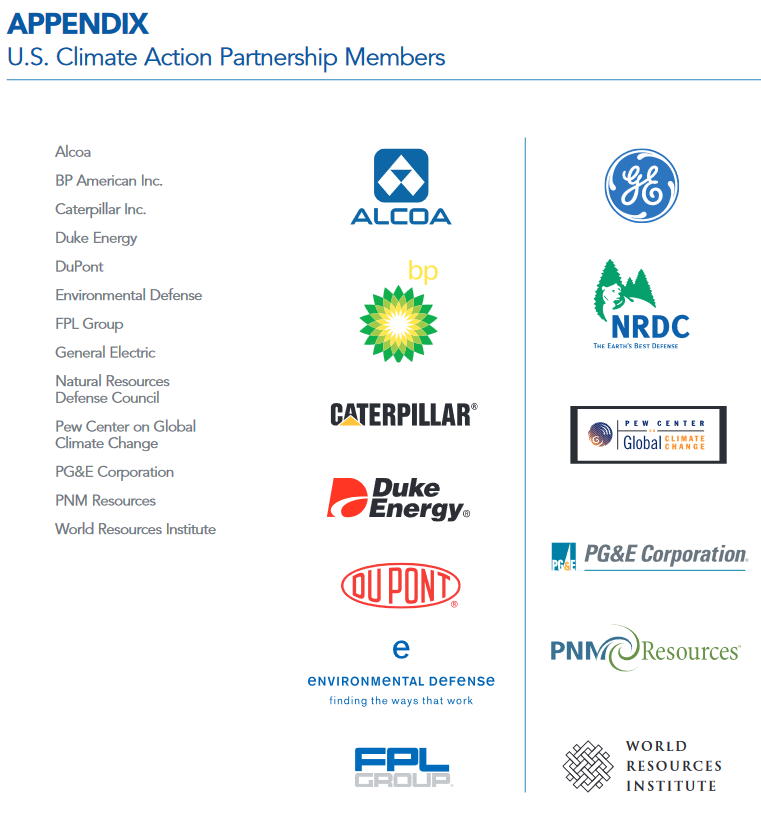 APPENDIX
U.S. Climate Action Partnership Members
Alcoa
BP American Inc.
Caterpillar Inc.
Duke Energy
DuPont
Environmental Defense
FPL Group
General Electric
Natural Resources
Defense Council
Pew Center on Global
Climate Change
PG&E Corporation
PNM Resources
World Resources Institute
ALCOA
bp
CATERPILLAR®
Duke
Energy®
DUPONT®
e
ENVIRONMENTAL DEFENSE
finding the ways that work
FPL
GROUP
GE
NRDC
THE EARTH'S BEST DEFENSE
PEW CENTER
ON
Global CLIMATE
CHANGE
PG&E PG&E Corporation®
PNM Resources®
WORLD
RESOURCES
INSTITUTE